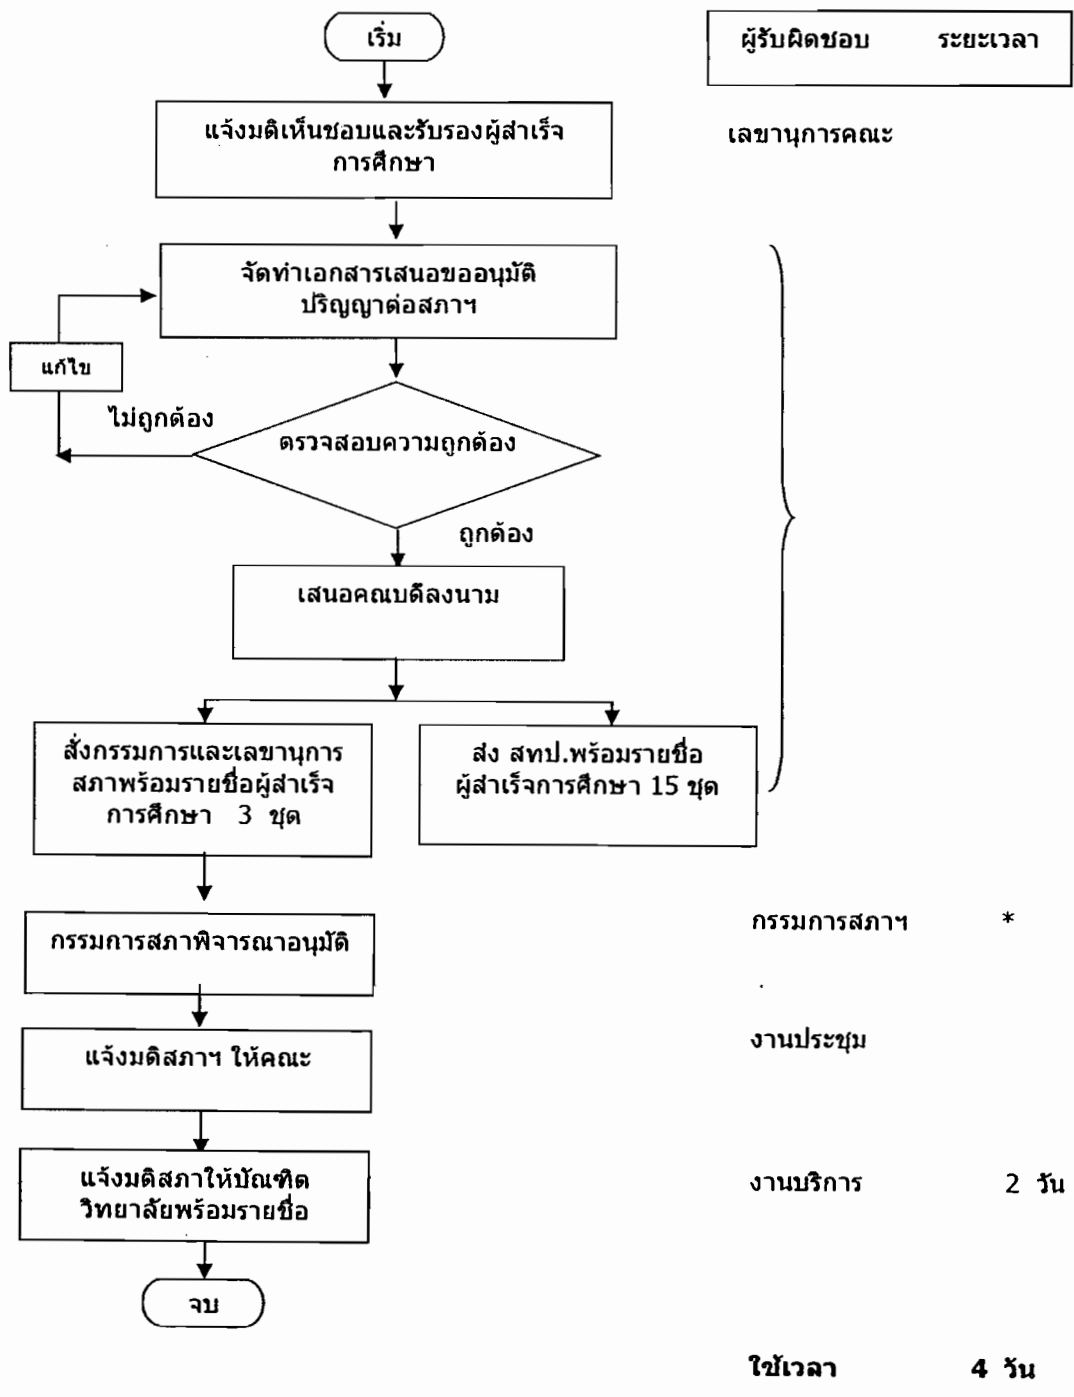 เริ่ม
ผู้รับผิดชอบ ระยะเวลา
แจ้งมติเห็นชอบและรับรองผู้สำเร็จ
การศึกษา
เลขานุการคณะ
จัดทำเอกสารเสนอขออนุมัติ
ปริญญาต่อสภาฯ
แก้ไข
ไม่ถูกต้อง
ตรวจสอบความถูกต้อง
ถูกต้อง
เสนอคณบดีลงนาม
สั่งกรรมการและเลขานุการ
สภาพร้อมรายชื่อผู้สำเร็จ
การศึกษา 3 ชุด
ส่ง สทป.พร้อมรายชื่อ
ผู้สำเร็จการศึกษา 15 ชุด
กรรมการสภาพิจารณาอนุมัติ
กรรมการสภาฯ *
แจ้งมติสภาฯ ให้คณะ
งานประชุม
แจ้งมติสภาให้บัณฑิต
วิทยาลัยพร้อมรายชื่อ
งานบริการ 2 วัน
จบ
ใช้เวลา 4 วัน